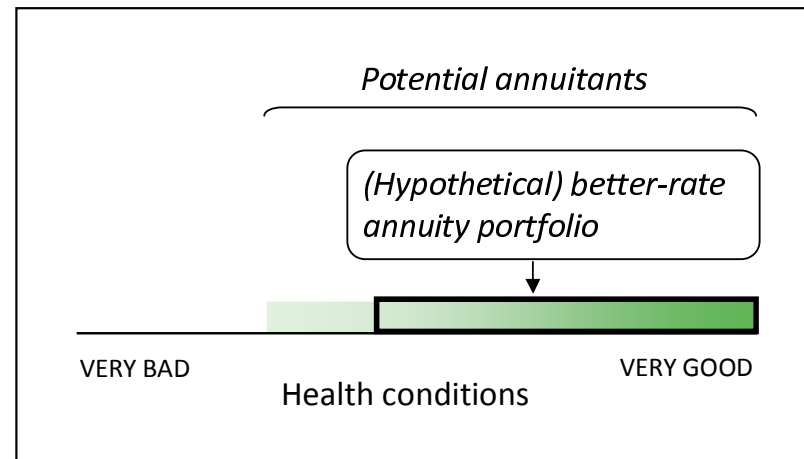 Potential annuitants
(Hypothetical) better-rate
annuity portfolio
VERY BAD
VERY GOOD
Health conditions